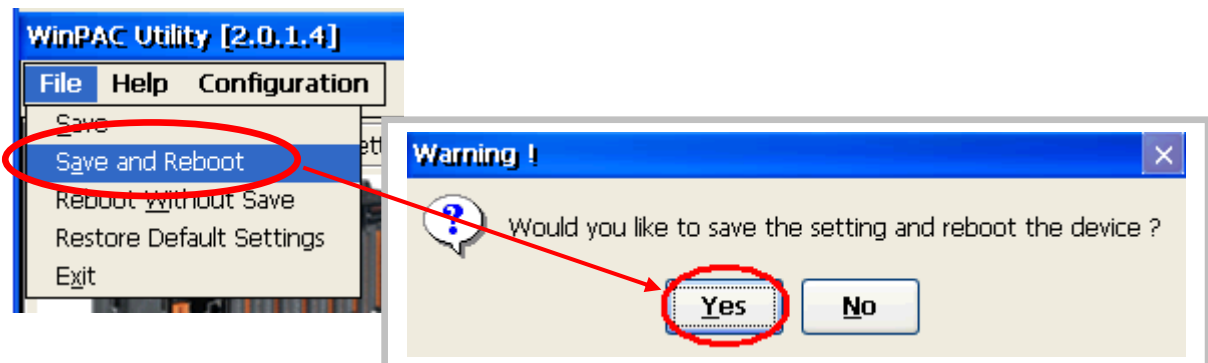 WinPAC Utility [2.0.1.4]
File Help Configuration
Save
Save and Reboot
Reboot Without Save
Restore Default Settings
Exit
Warning !
Would you like to save the setting and reboot the device ?
Yes No